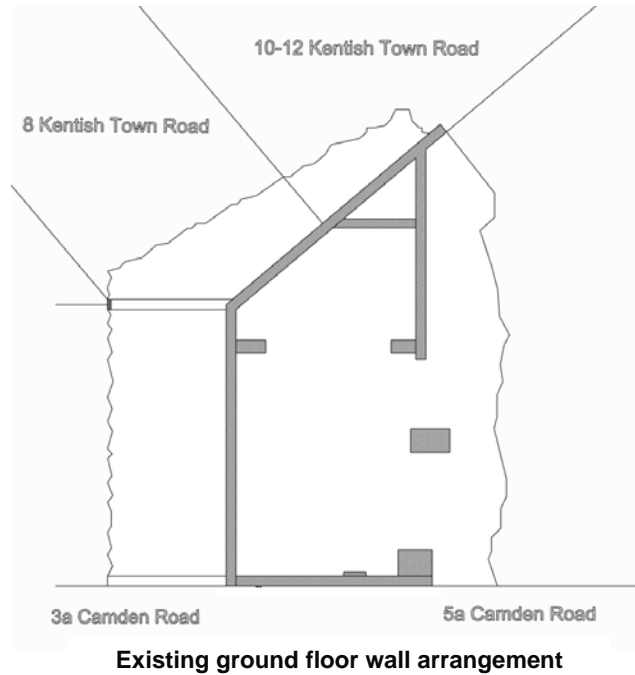 10-12 Kentish Town Road
8 Kentish Town Road
3a Camden Road
5a Camden Road
Existing ground floor wall arrangement